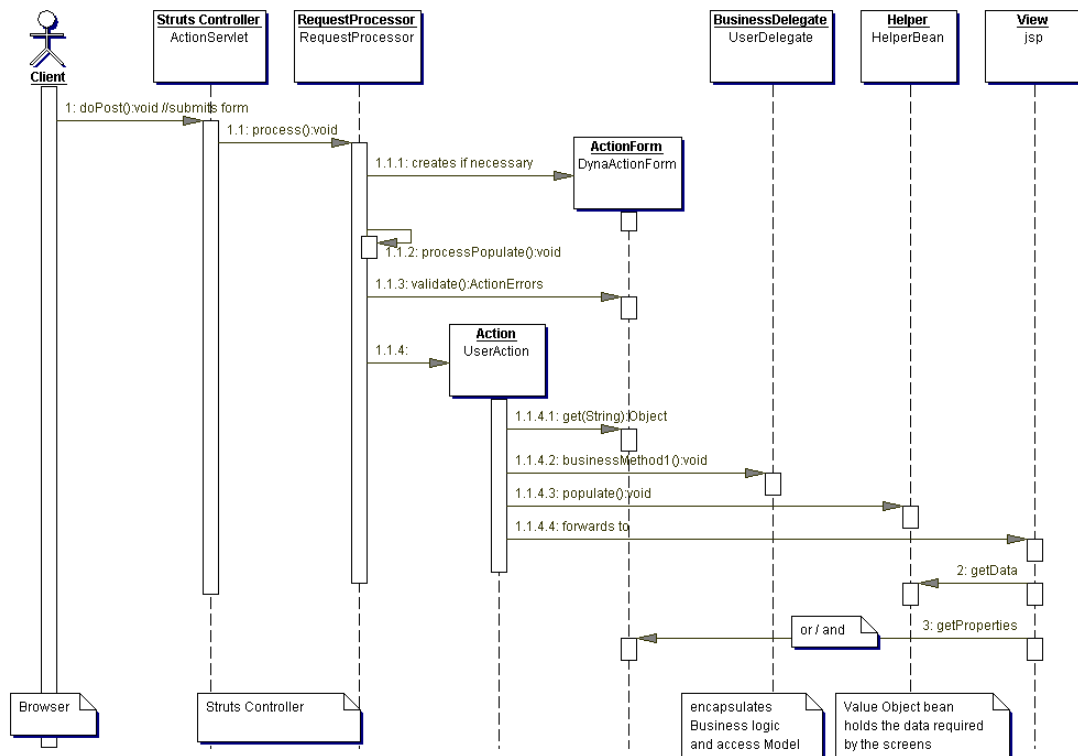 Struts Controller
ActionServlet
RequestProcessor
RequestProcessor
BusinessDelegate
UserDelegate
Helper
HelperBean
View
jsp
Client
1: doPost():void //submits form
1.1: process():void
ActionForm
DynaActionForm
1.1.1: creates if necessary
1.1.2: processPopulate():void
1.1.3: validate():ActionErrors
Action
UserAction
1.1.4:
1.1.4.1: get(String):Object
1.1.4.2: businessMethod1():void
1.1.4.3: populate():void
1.1.4.4: forwards to
2: getData
or / and
3: getProperties
Browser
Struts Controller
encapsulates
Business logic
and access Model
Value Object bean
holds the data required
by the screens